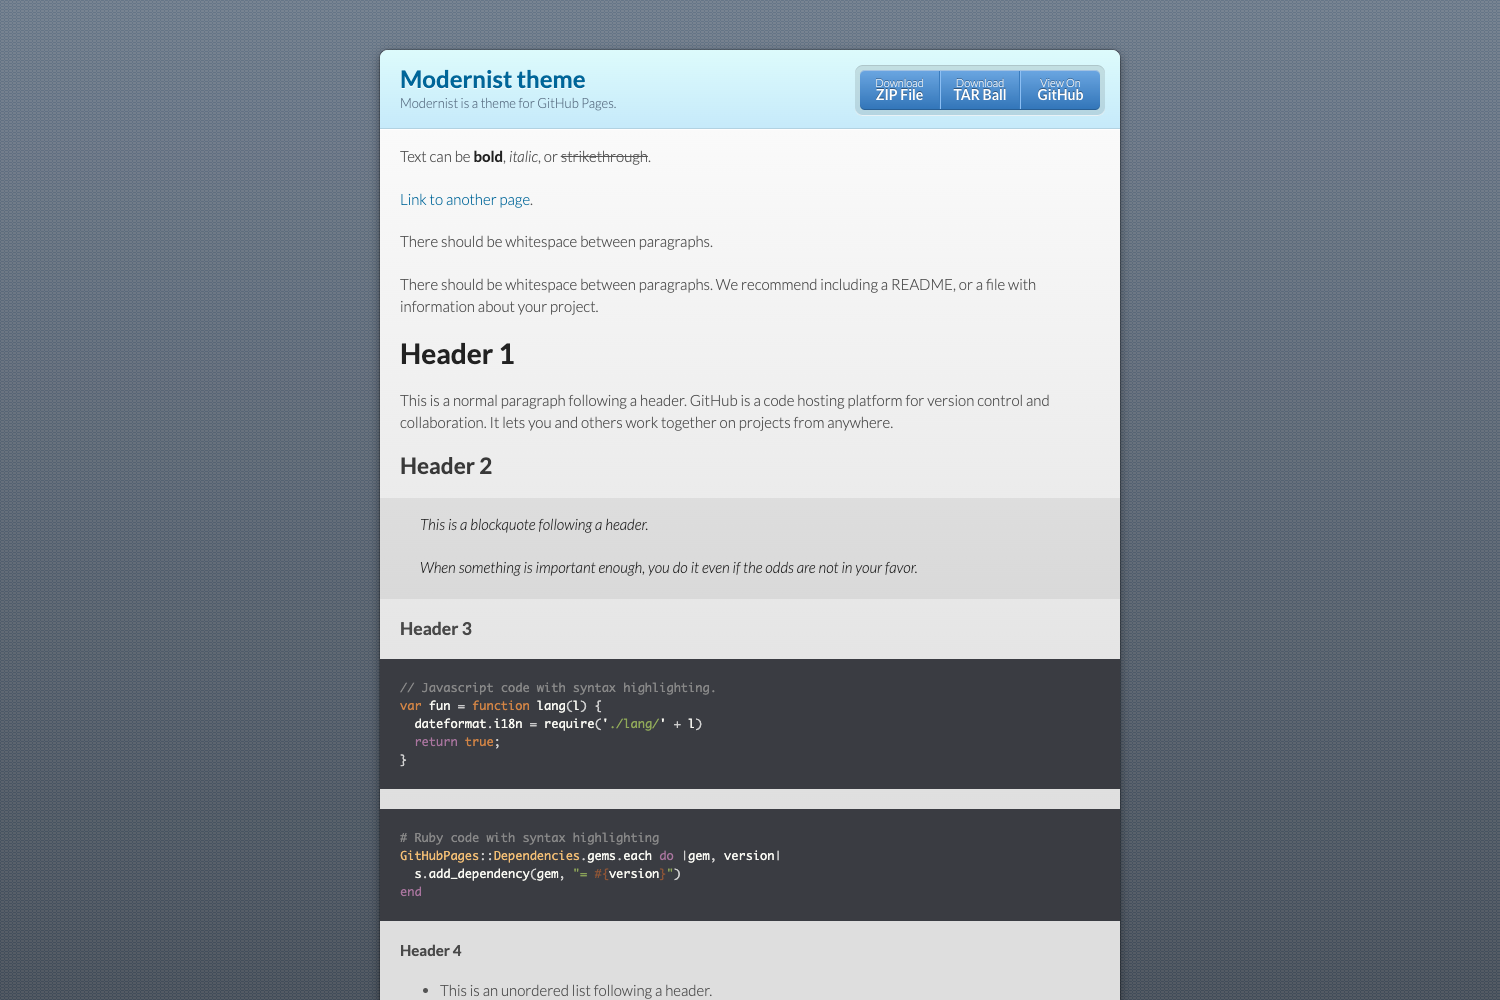 Modernist theme
Modernist is a theme for GitHub Pages.
Download
ZIP File
Download
TAR Ball
View On
GitHub
Text can be bold, italic, or strikethrough.
Link to another page.
There should be whitespace between paragraphs.
There should be whitespace between paragraphs. We recommend including a README, or a file with
information about your project.
Header 1
This is a normal paragraph following a header. GitHub is a code hosting platform for version control and
collaboration. It lets you and others work together on projects from anywhere.
Header 2
This is a blockquote following a header.
When something is important enough, you do it even if the odds are not in your favor.
Header 3
// Javascript code with syntax highlighting.
var fun = function lang(l) {
  dateformat.i18n = require('./lang/' + l)
  return true;
}
# Ruby code with syntax highlighting
GitHubPages::Dependencies.gems.each do |gem, version|
  s.add_dependency(gem, "= #{version}")
end
Header 4
• This is an unordered list following a header.